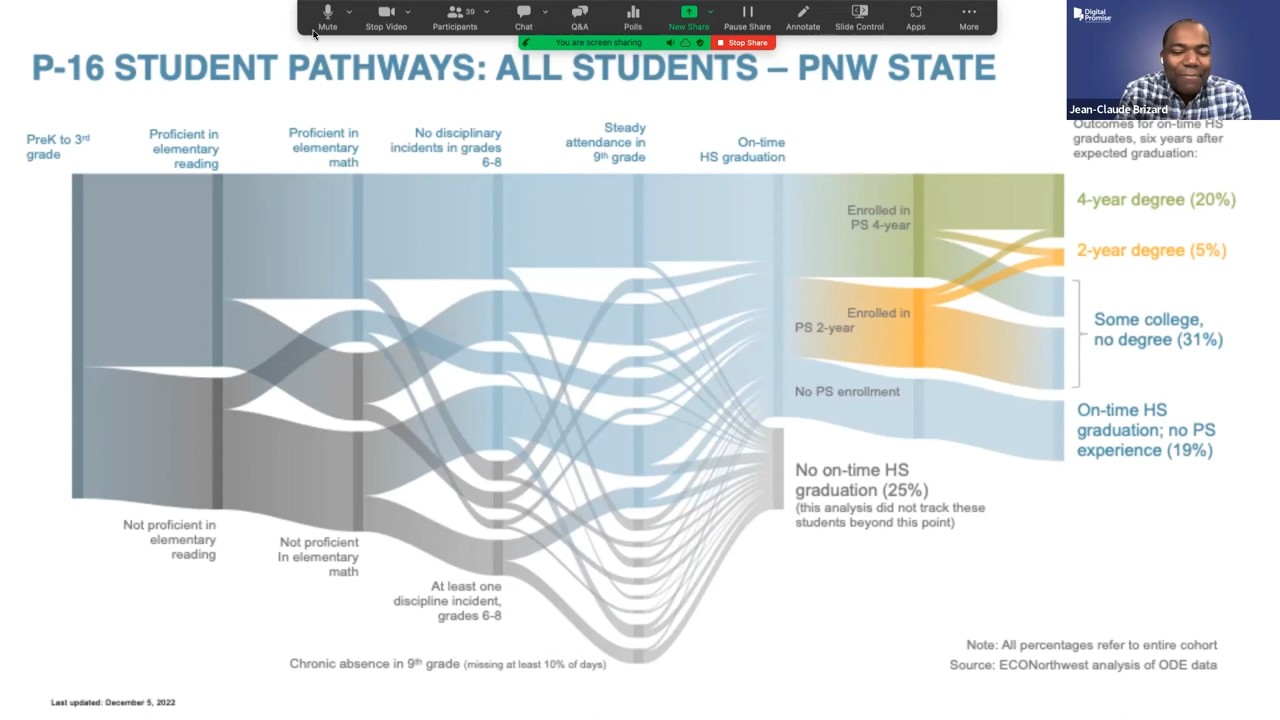 39
Mute
Stop Video
Participants
Chat
Q&A
Polls
New Share
Pause Share
Annotate
Slide Control
Apps
More
You are screen sharing
Stop Share
Digital
Promise
Jean-Claude Brizard
P-16 STUDENT PATHWAYS: ALL STUDENTS – PNW STATE
PreK to 3rd
grade
Proficient in
elementary
reading
Proficient in
elementary
math
No disciplinary
incidents in grades
6-8
Steady
attendance in
9th grade
On-time
HS graduation
Outcomes for on-time HS
graduates, six years after
expected graduation:
Enrolled in
PS 4-year
4-year degree (20%)
2-year degree (5%)
Enrolled in
PS 2-year
Some college,
no degree (31%)
No PS enrollment
On-time HS
graduation; no PS
experience (19%)
No on-time HS
graduation (25%)
(this analysis did not track these
students beyond this point)
Not proficient in
elementary
reading
Not proficient
In elementary
math
At least one
discipline incident,
grades 6-8
Chronic absence in 9th grade (missing at least 10% of days)
Note: All percentages refer to entire cohort
Source: ECONorthwest analysis of ODE data
Last updated: December 5, 2022